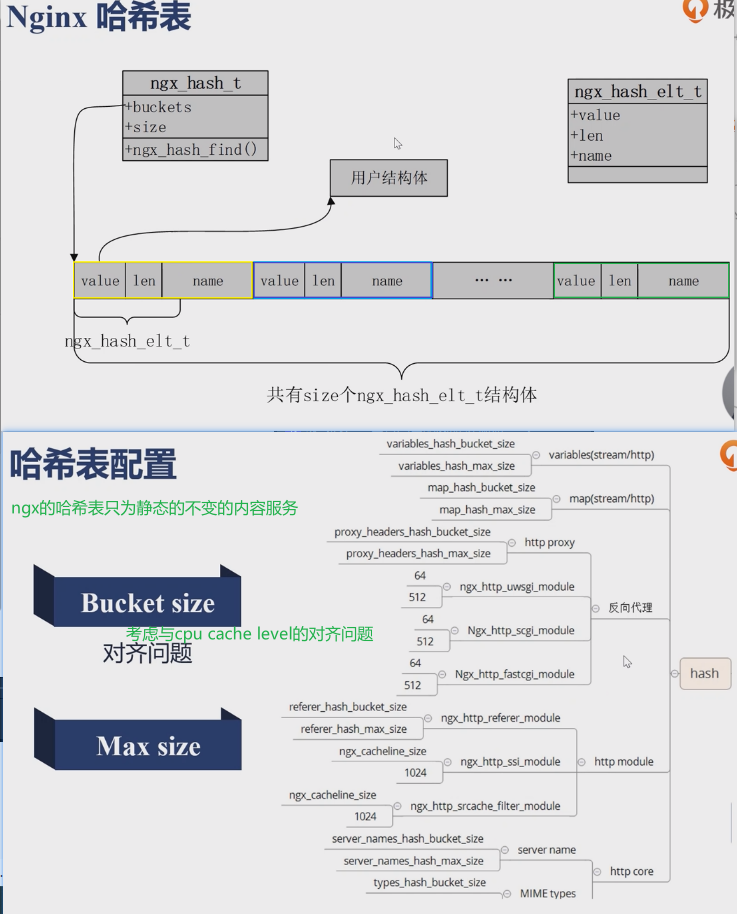 Nginx 哈希表
极
ngx_hash_t
+buckets
+size
+ngx_hash_find()
ngx_hash_elt_t
+value
+len
+name
用户结构体
value len name value len name … … value len name
ngx_hash_elt_t
共有size个ngx_hash_elt_t结构体
哈希表配置
ngx的哈希表只为静态的不变的内容服务
Bucket size
考虑与cpu cache level的对齐问题
对齐问题
Max size
variables_hash_bucket_size
variables_hash_max_size
variables(stream/http)
map_hash_bucket_size
map_hash_max_size
map(stream/http)
proxy_headers_hash_bucket_size
proxy_headers_hash_max_size
http proxy
64
512
ngx_http_uwsgi_module
64
512
Ngx_http_scgi_module
64
512
Ngx_http_fastcgi_module
反向代理
hash
referer_hash_bucket_size
referer_hash_max_size
ngx_http_referer_module
ngx_cacheline_size
1024
ngx_http_ssi_module
http module
ngx_cacheline_size
1024
ngx_http_srcache_filter_module
server_names_hash_bucket_size
server_names_hash_max_size
server name
http core
types_hash_bucket_size
MIME types